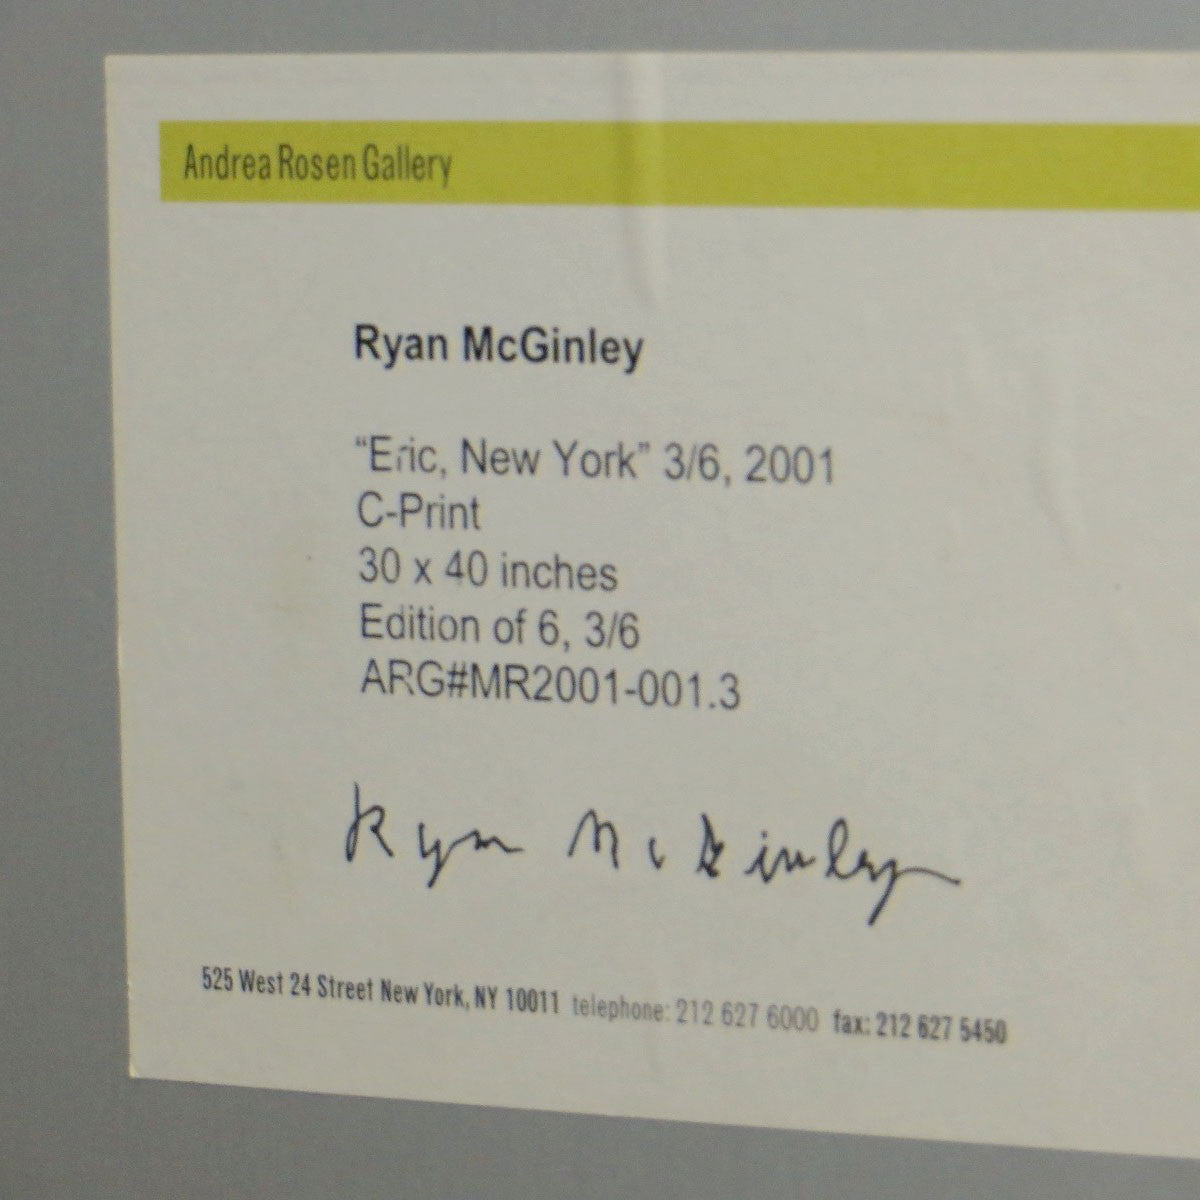 Andrea Rosen Gallery
Ryan McGinley
“Eric, New York” 3/6, 2001
C-Print
30 x 40 inches
Edition of 6, 3/6
ARG#MR2001-001.3
Ryan McGinley
525 West 24 Street New York, NY 10011 telephone: 212 627 6000 fax: 212 627 5450